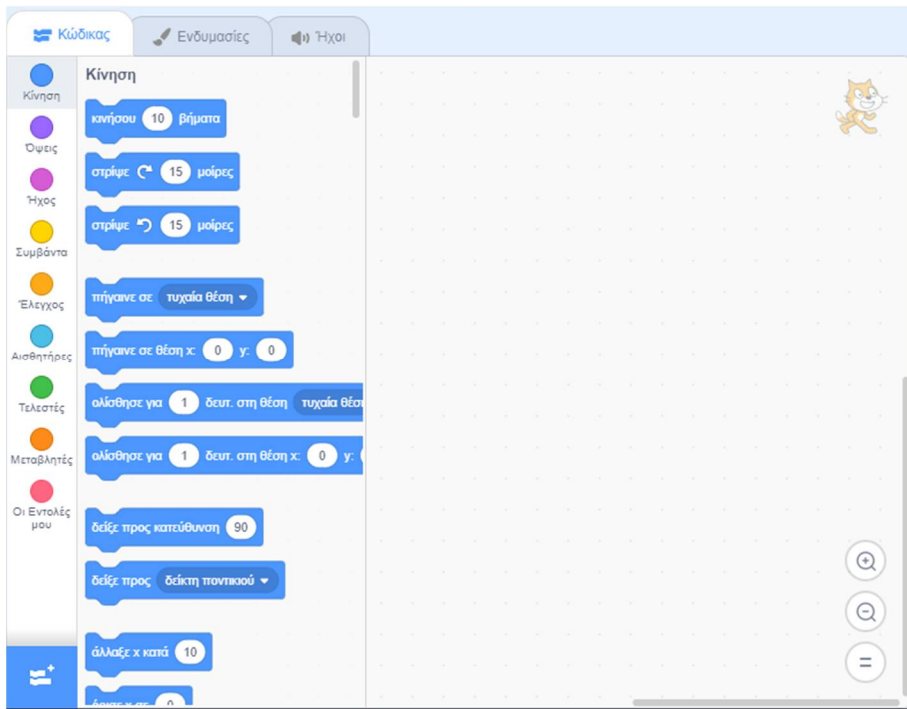 Κώδικας Ενδυμασίες Ήχοι
Κίνηση
Όψεις
Ήχος
Συμβάντα
Έλεγχος
Αισθητήρες
Τελεστές
Μεταβλητές
Οι Εντολές
μου
Κίνηση
κινήσου 10 βήματα
στρίψε 15 μοίρες
στρίψε 15 μοίρες
πήγαινε σε τυχαία θέση
πήγαινε σε θέση x: 0 y: 0
ολίσθησε για 1 δευτ. στη θέση τυχαία θέση
ολίσθησε για 1 δευτ. στη θέση x: 0 y:
δείξε προς κατεύθυνση 90
δείξε προς δείκτη ποντικιού
άλλαξε x κατά 10